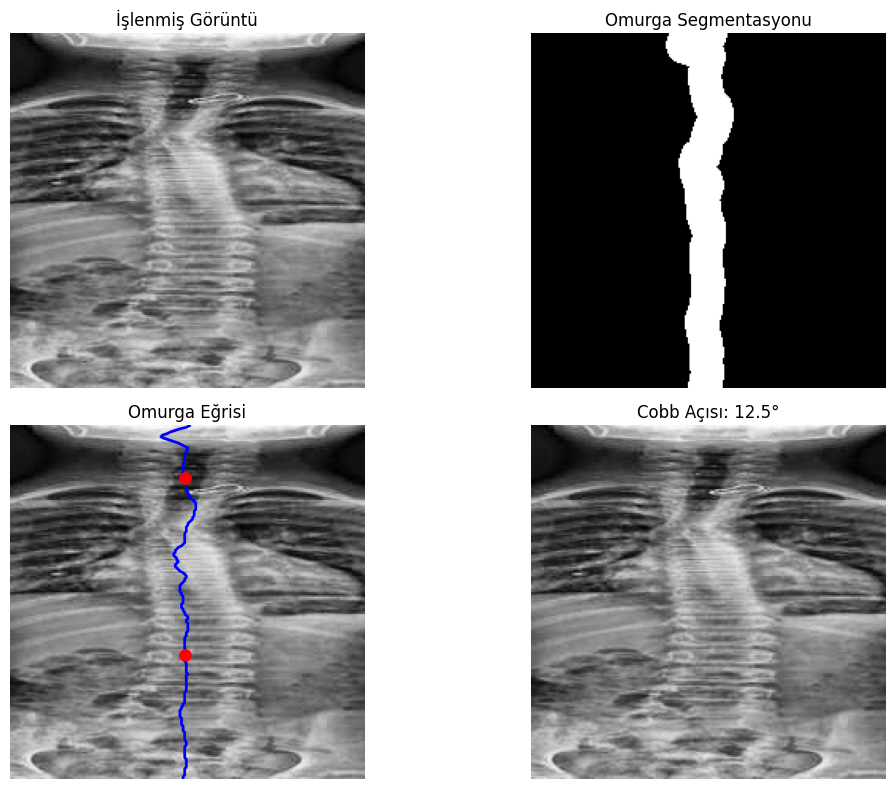 İşlenmiş Görüntü
Omurga Segmentasyonu
Omurga Eğrisi
Cobb Açısı: 12.5°